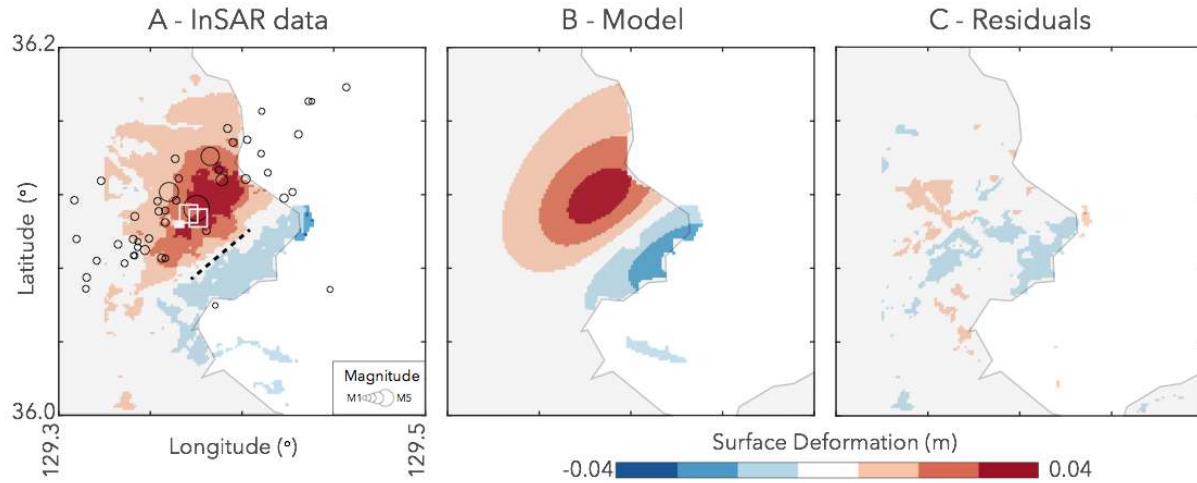 A - InSAR data
B - Model
C - Residuals
36.2
Latitude (°)
36.0
Magnitude
M1 M5
129.3
Longitude (°)
129.5
Surface Deformation (m)
-0.04
0.04